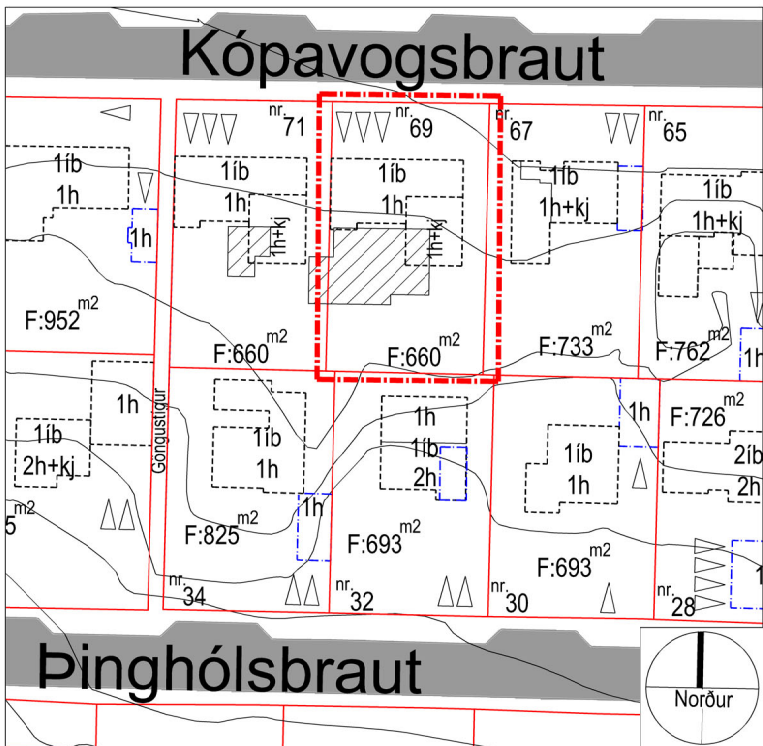 Kópavogsbraut
nr. 71
nr. 69
nr. 67
nr. 65
1íb
1h
1h
1íb
1h
1h+kj
1íb
1h
1h+kj
1íb
1h+kj
1íb
1h+kj
F:952 m2
F:660 m2
F:660 m2
F:733 m2
F:762 m2
1h
Göngustígur
1h
1íb
2h+kj
1íb
1h
1h
1h
1íb
2h
1íb
1h
1h
F:726 m2
2íb
2h
5 m2
F:825 m2
F:693 m2
F:693 m2
1
nr. 34
nr. 32
nr. 30
nr. 28
Þinghólsbraut
Norður